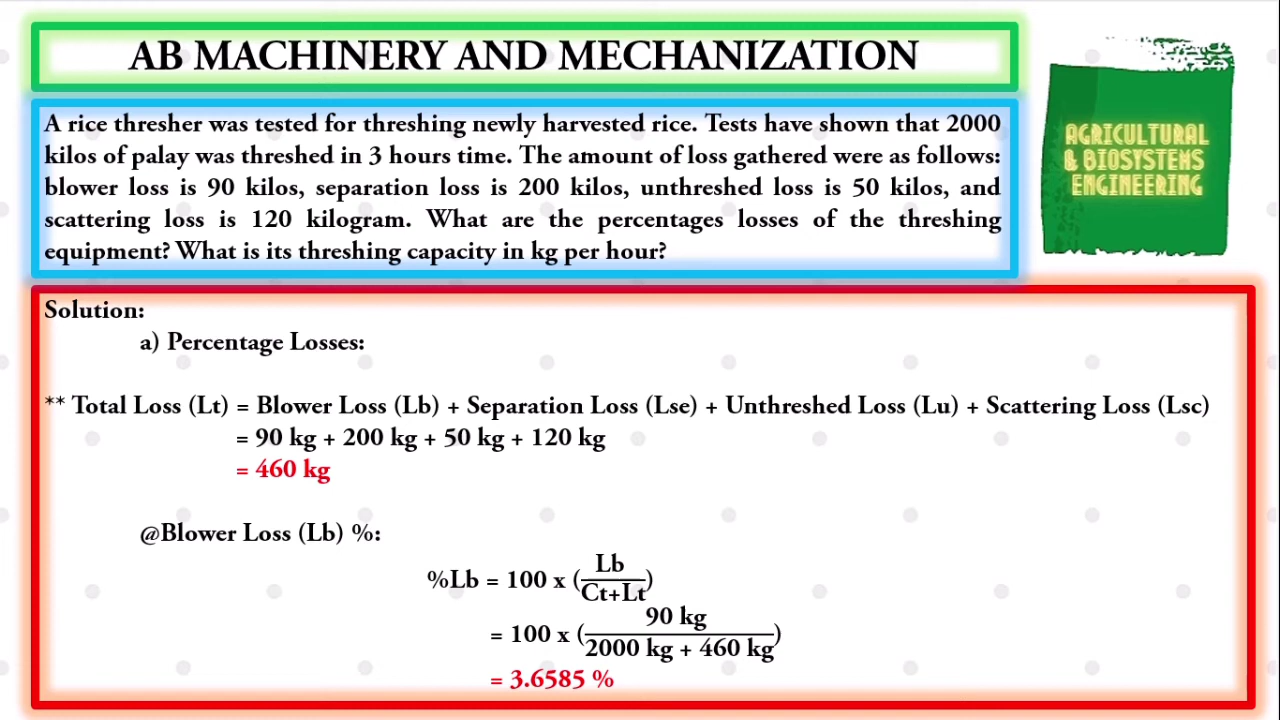 AB MACHINERY AND MECHANIZATION
A rice thresher was tested for threshing newly harvested rice. Tests have shown that 2000
kilos of palay was threshed in 3 hours time. The amount of loss gathered were as follows:
blower loss is 90 kilos, separation loss is 200 kilos, unthreshed loss is 50 kilos, and
scattering loss is 120 kilogram. What are the percentages losses of the threshing
equipment? What is its threshing capacity in kg per hour?
AGRICULTURAL
& BIOSYSTEMS
ENGINEERING
Solution:
a) Percentage Losses:
** Total Loss (Lt) = Blower Loss (Lb) + Separation Loss (Lse) + Unthreshed Loss (Lu) + Scattering Loss (Lsc)
= 90 kg + 200 kg + 50 kg + 120 kg
= 460 kg
@Blower Loss (Lb) %:
%Lb = 100 x (Lb/Ct+Lt)
= 100 x (90 kg/2000 kg + 460 kg)
= 3.6585 %